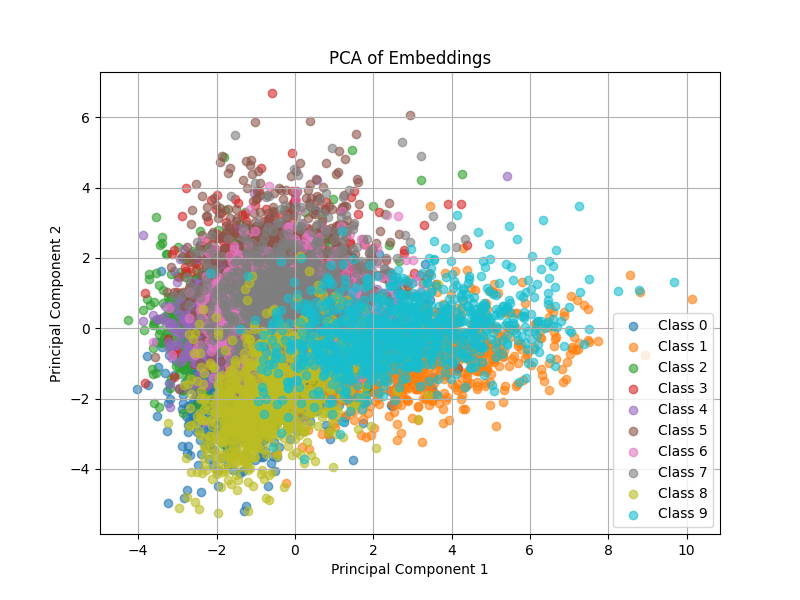 PCA of Embeddings
Principal Component 2
6
4
2
0
−2
−4
−4 −2 0 2 4 6 8 10
Principal Component 1
Class 0
Class 1
Class 2
Class 3
Class 4
Class 5
Class 6
Class 7
Class 8
Class 9